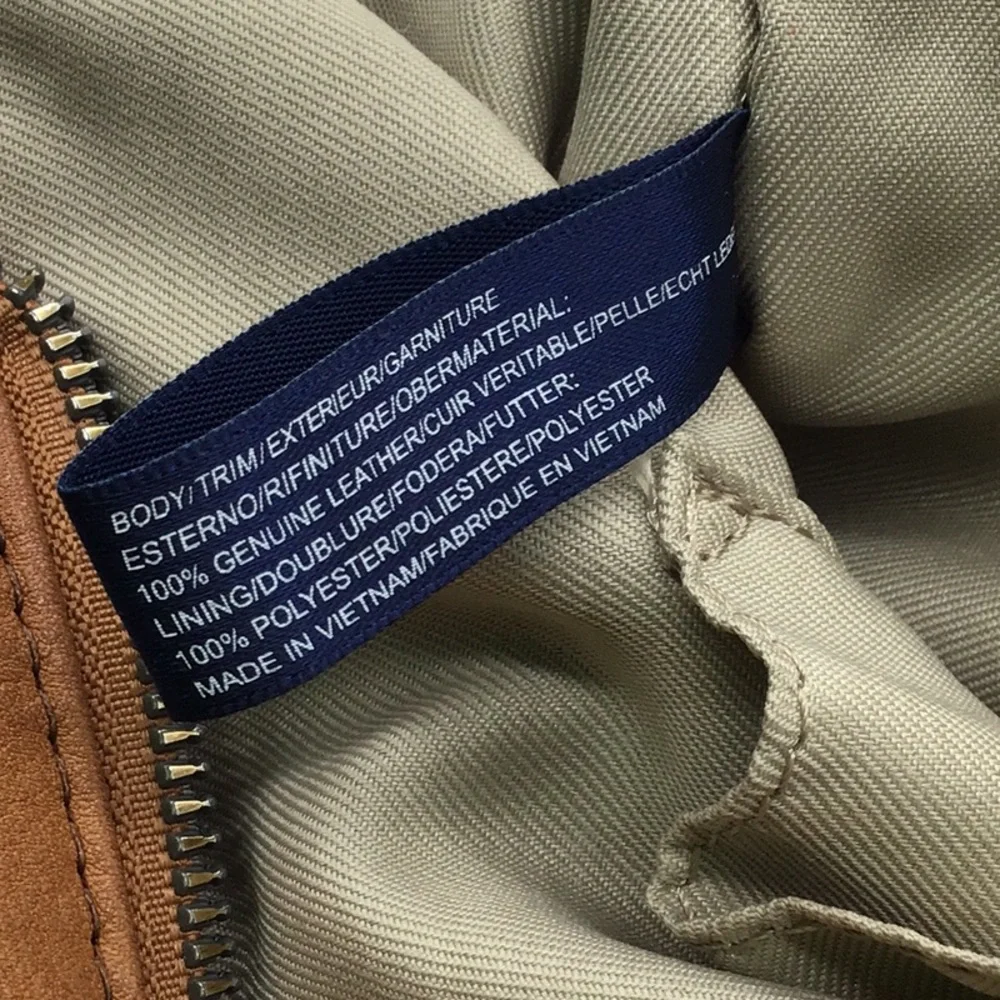 BODY/TRIM/EXTERIEUR/GARNITURE
ESTERNO/RIFINITURE/OBERMATERIAL:
100% GENUINE LEATHER/CUIR VERITABLE/PELLE/ECHT LEDE
LINING/DOUBLURE/FODERA/FUTTER:
100% POLYESTER/POLIESTERE/POLYESTER
MADE IN VIETNAM/FABRIQUE EN VIETNAM